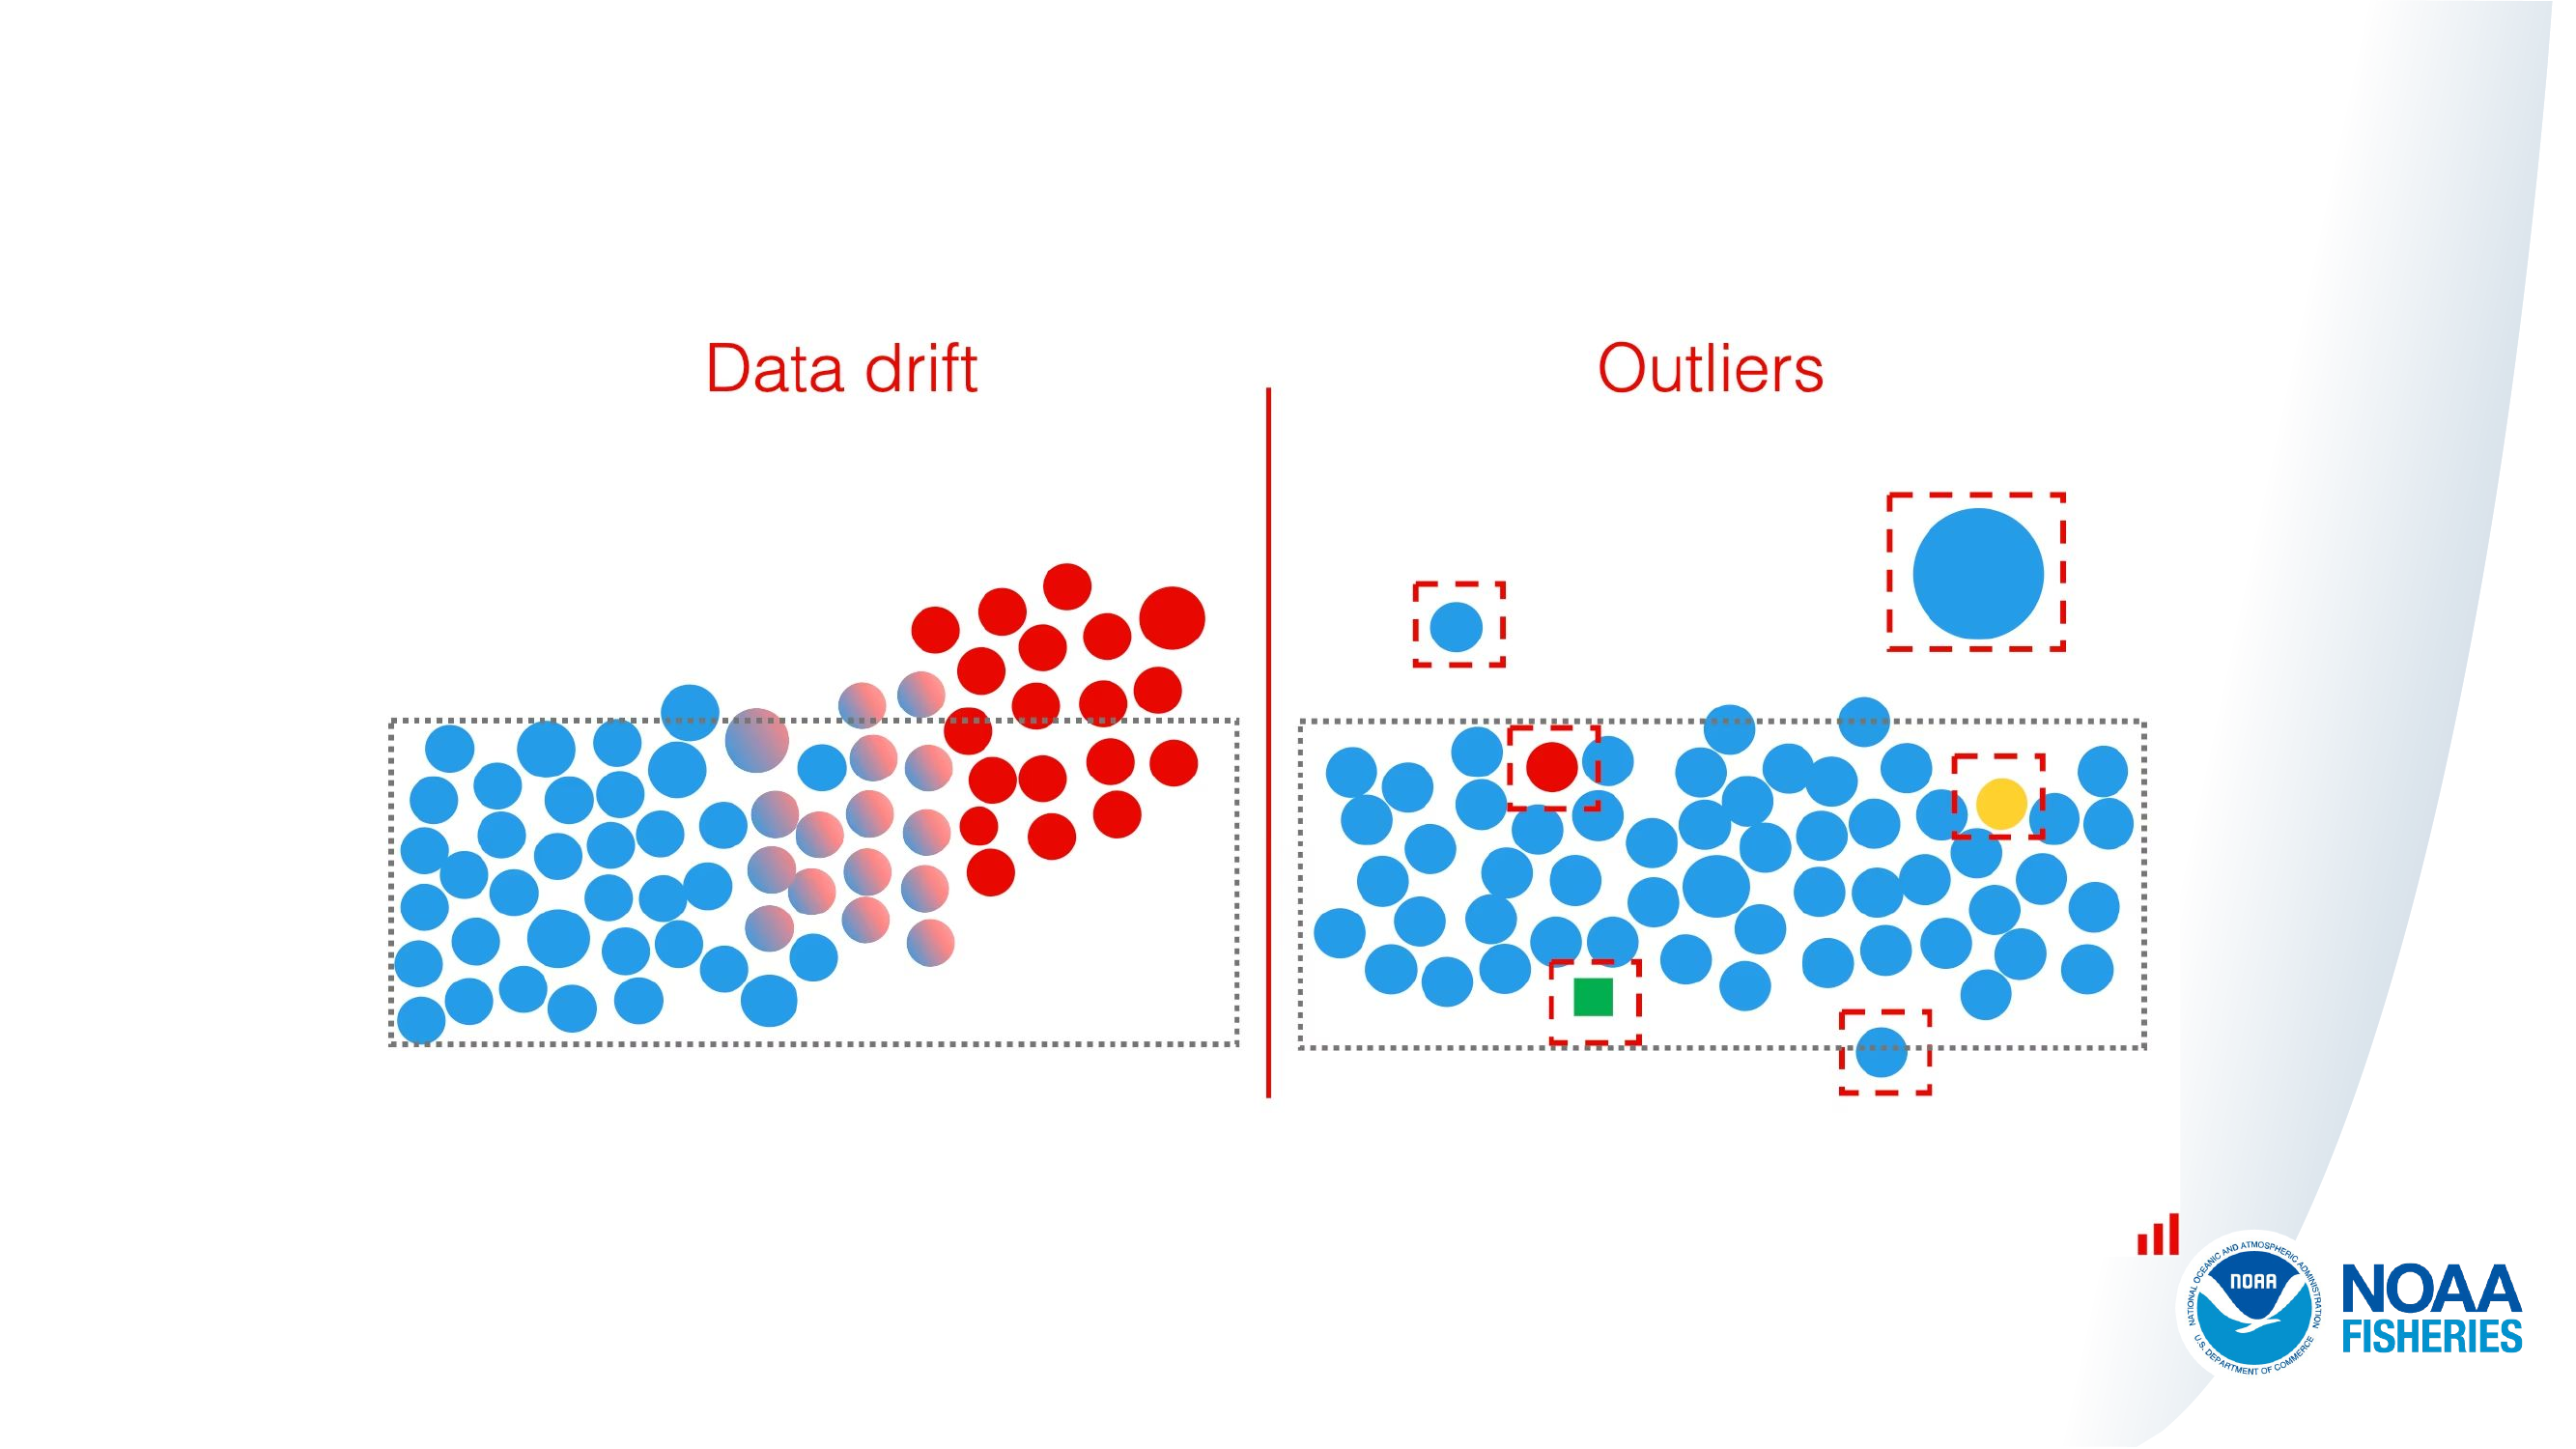 Data drift
Outliers
NATIONAL OCEANIC AND ATMOSPHERIC ADMINISTRATION
NOAA
U.S. DEPARTMENT OF COMMERCE
NOAA
FISHERIES